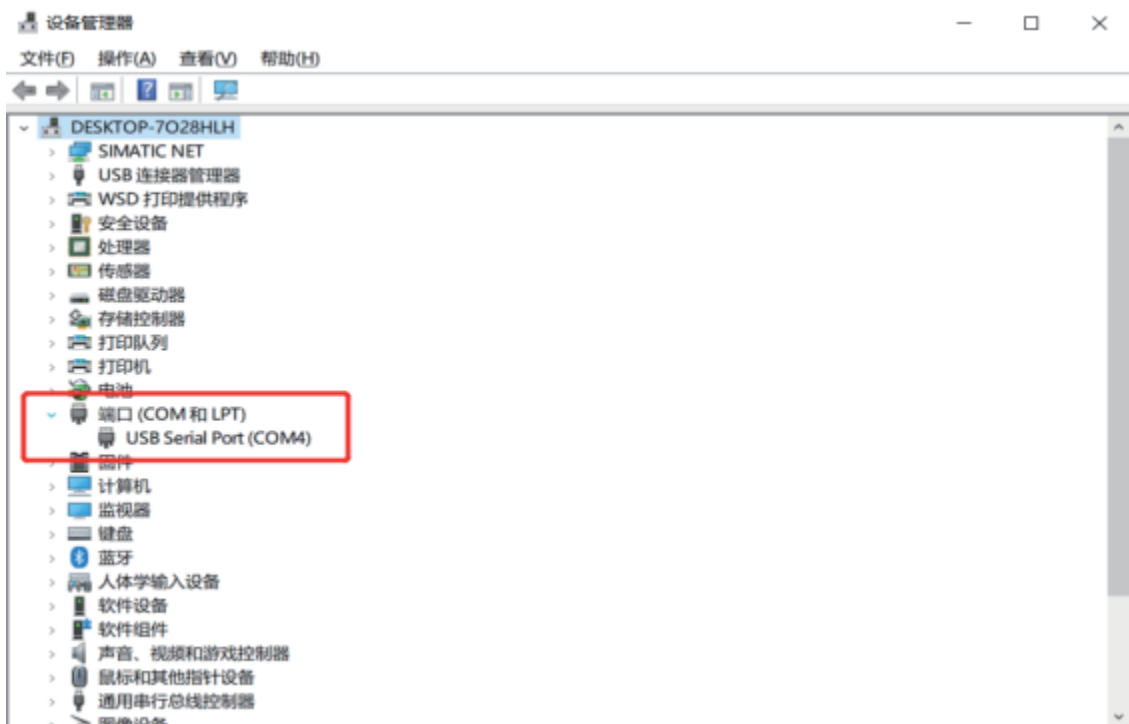 设备管理器
文件(F) 操作(A) 查看(V) 帮助(H)
DESKTOP-7O28HLH
SIMATIC NET
USB 连接器管理器
WSD 打印提供程序
安全设备
处理器
传感器
磁盘驱动器
存储控制器
打印队列
打印机
电池
端口 (COM 和 LPT)
USB Serial Port (COM4)
固件
计算机
监视器
键盘
蓝牙
人体学输入设备
软件设备
软件组件
声音、视频和游戏控制器
鼠标和其他指针设备
通用串行总线控制器
图像设备